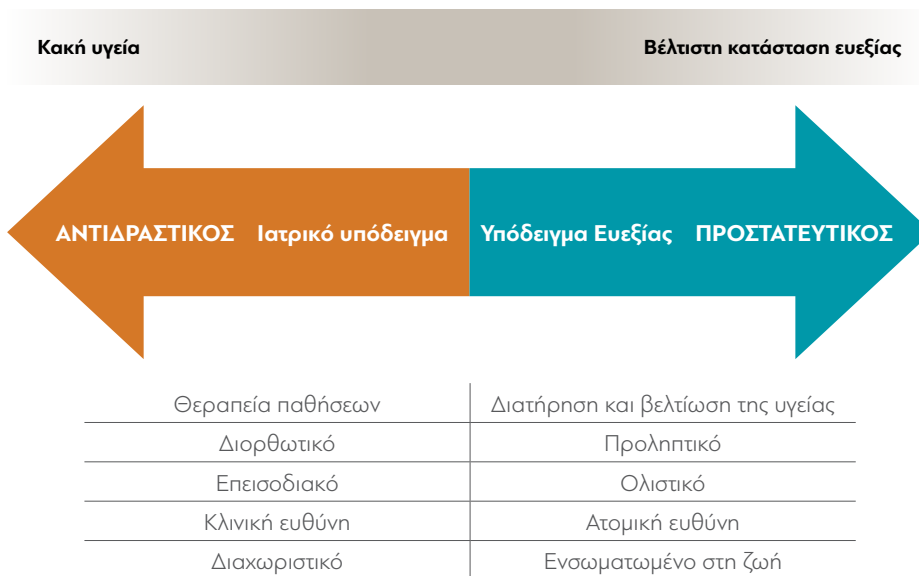 Κακή υγεία Βέλτιστη κατάσταση ευεξίας
ΑΝΤΙΔΡΑΣΤΙΚΟΣ Ιατρικό υπόδειγμα Υπόδειγμα Ευεξίας ΠΡΟΣΤΑΤΕΥΤΙΚΟΣ
Θεραπεία παθήσεων Διατήρηση και βελτίωση της υγείας
Διορθωτικό Προληπτικό
Επεισοδιακό Ολιστικό
Κλινική ευθύνη Ατομική ευθύνη
Διαχωριστικό Ενσωματωμένο στη ζωή